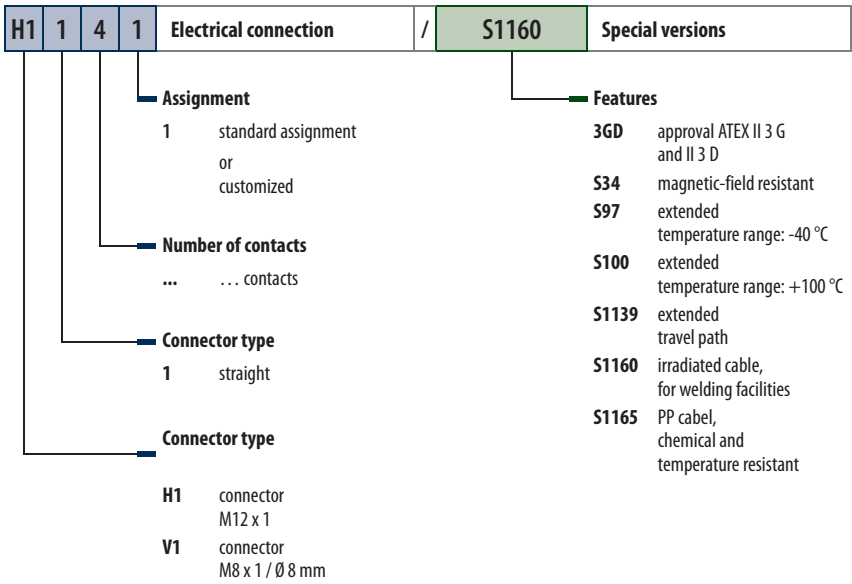 H1 1 4 1 Electrical connection / S1160 Special versions
Assignment
1 standard assignment
or
customized
Number of contacts
... ... contacts
Connector type
1 straight
Connector type
H1 connector
M12 x 1
V1 connector
M8 x 1 / Ø 8 mm
Features
3GD approval ATEX II 3 G
and II 3 D
S34 magnetic-field resistant
S97 extended
temperature range: -40 °C
S100 extended
temperature range: +100 °C
S1139 extended
travel path
S1160 irradiated cable,
for welding facilities
S1165 PP cabel,
chemical and
temperature resistant